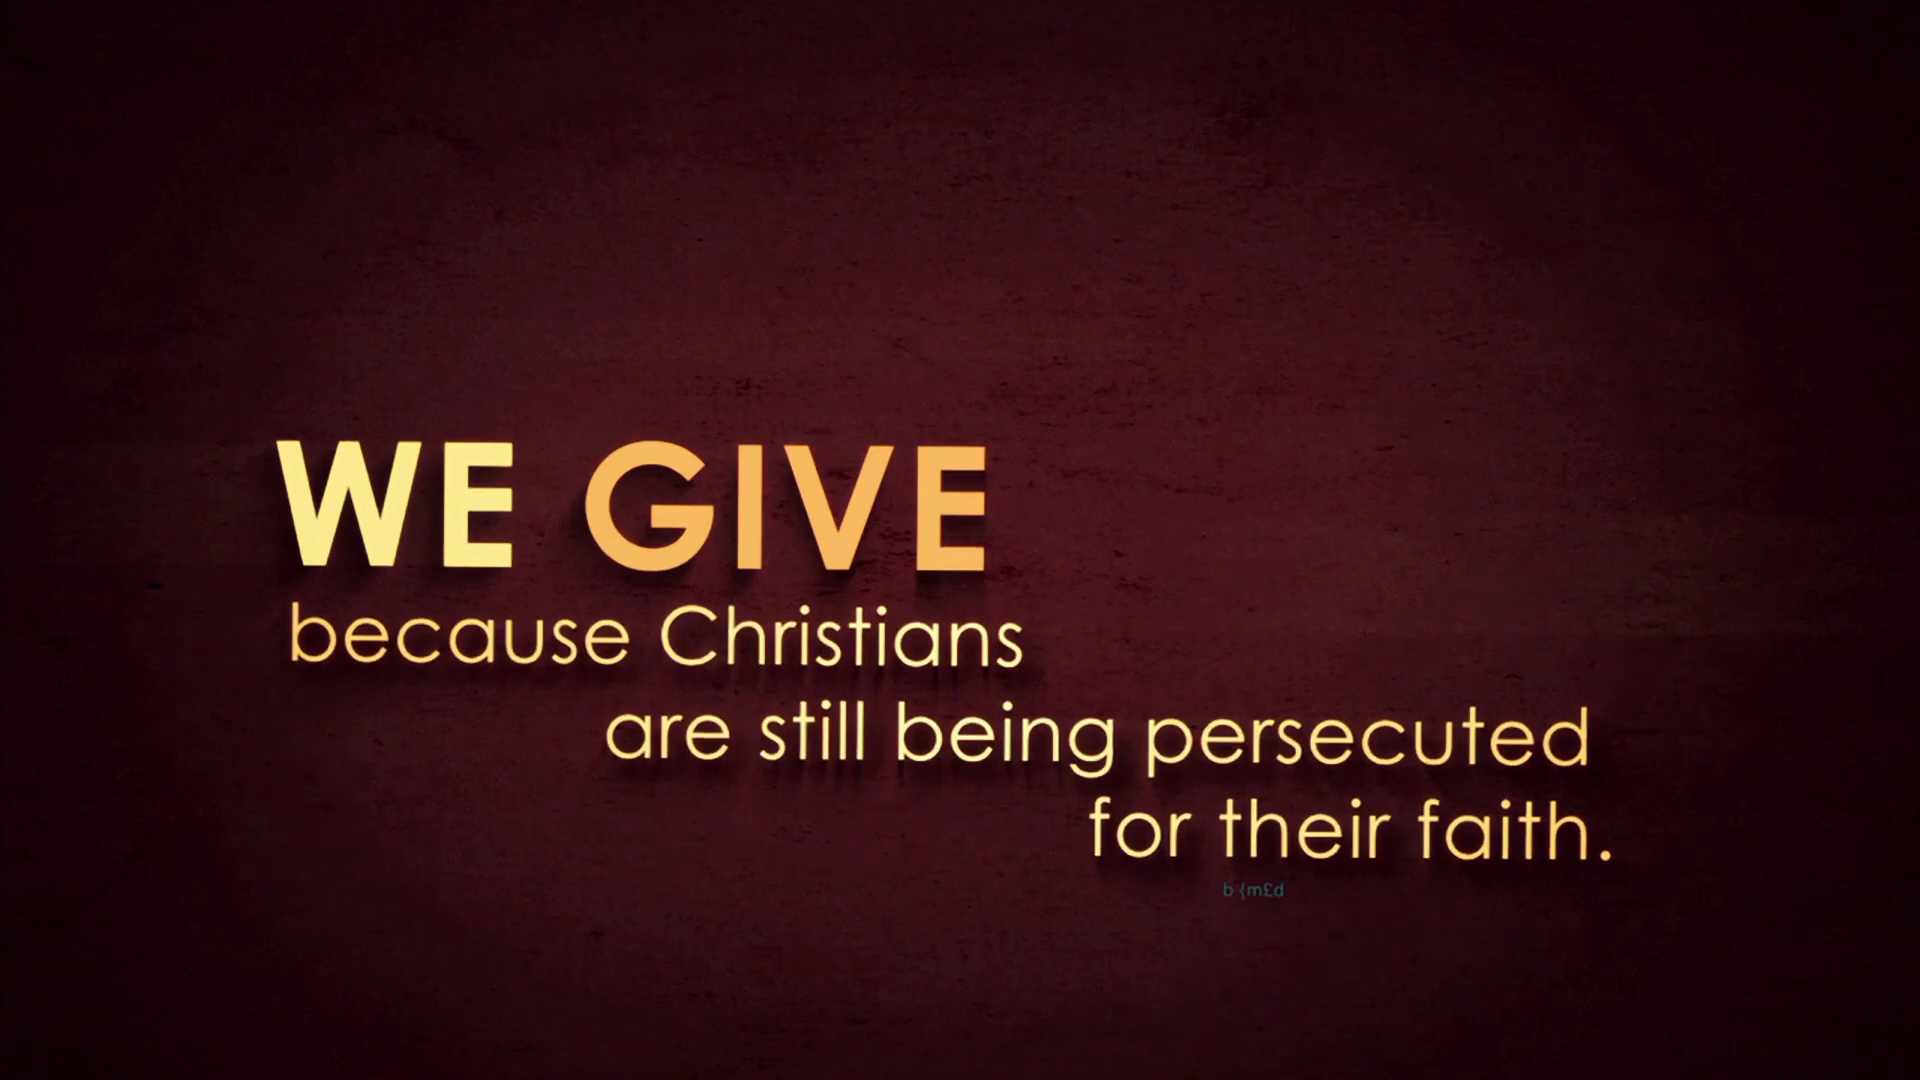 WE GIVE
because Christians
are still being persecuted
for their faith.
b {m£d